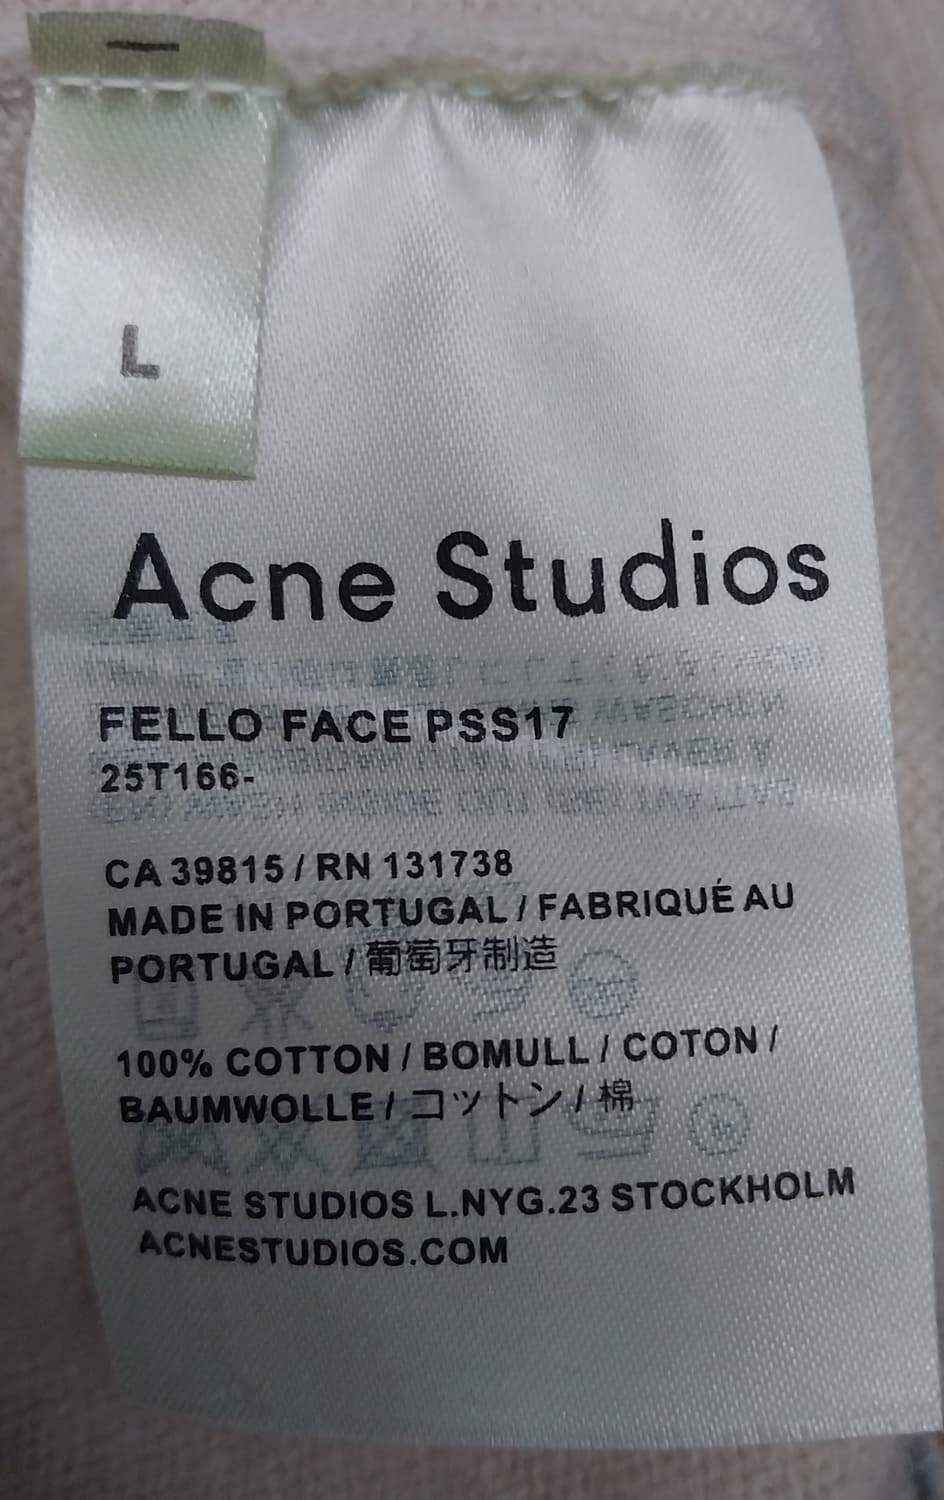 L
Acne Studios
FELLO FACE PSS17
25T166-
CA 39815 / RN 131738
MADE IN PORTUGAL / FABRIQUÉ AU
PORTUGAL / 葡萄牙制造
100% COTTON / BOMULL / COTON /
BAUMWOLLE / コットン / 棉
ACNE STUDIOS L.NYG.23 STOCKHOLM
ACNESTUDIOS.COM